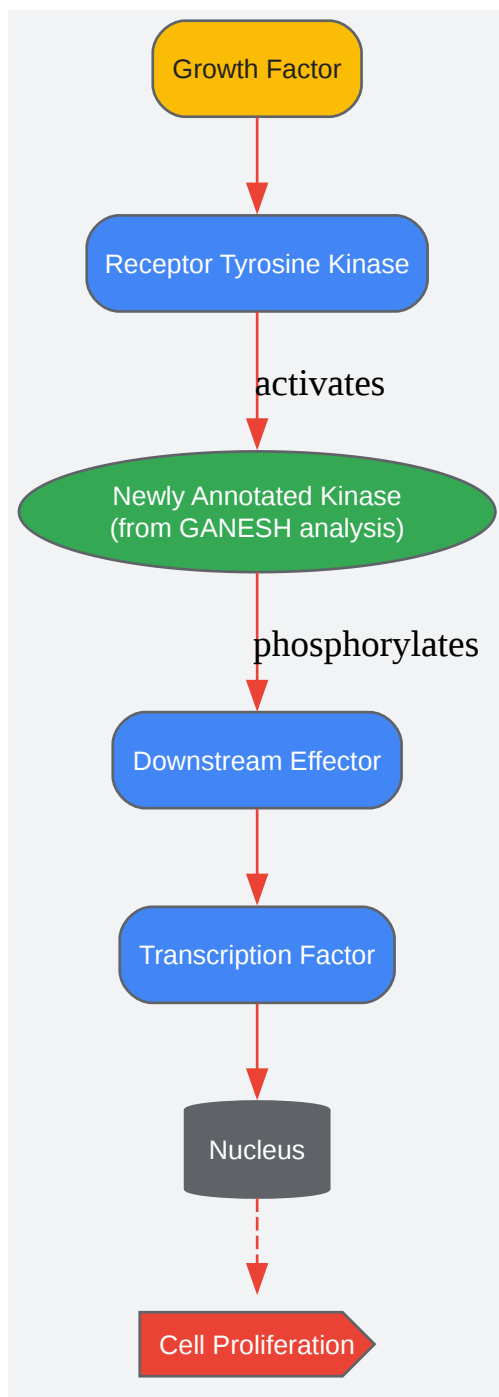 Growth Factor
Receptor Tyrosine Kinase
activates
Newly Annotated Kinase
(from GANESH analysis)
phosphorylates
Downstream Effector
Transcription Factor
Nucleus
Cell Proliferation